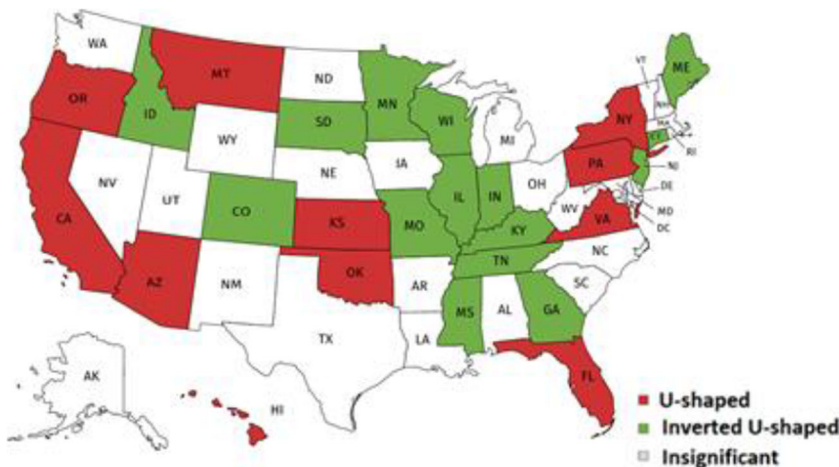 WA
MT
ND
MN
VT
ME
OR
ID
SD
WI
MI
NY
NH
MA
WY
CT
RI
IA
PA
NJ
NE
NV
UT
CO
IL
IN
OH
DE
WV
MD
CA
KS
MO
KY
VA
DC
NC
TN
AZ
NM
OK
AR
SC
MS
AL
GA
TX
LA
AK
HI
FL
U-shaped
Inverted U-shaped
Insignificant